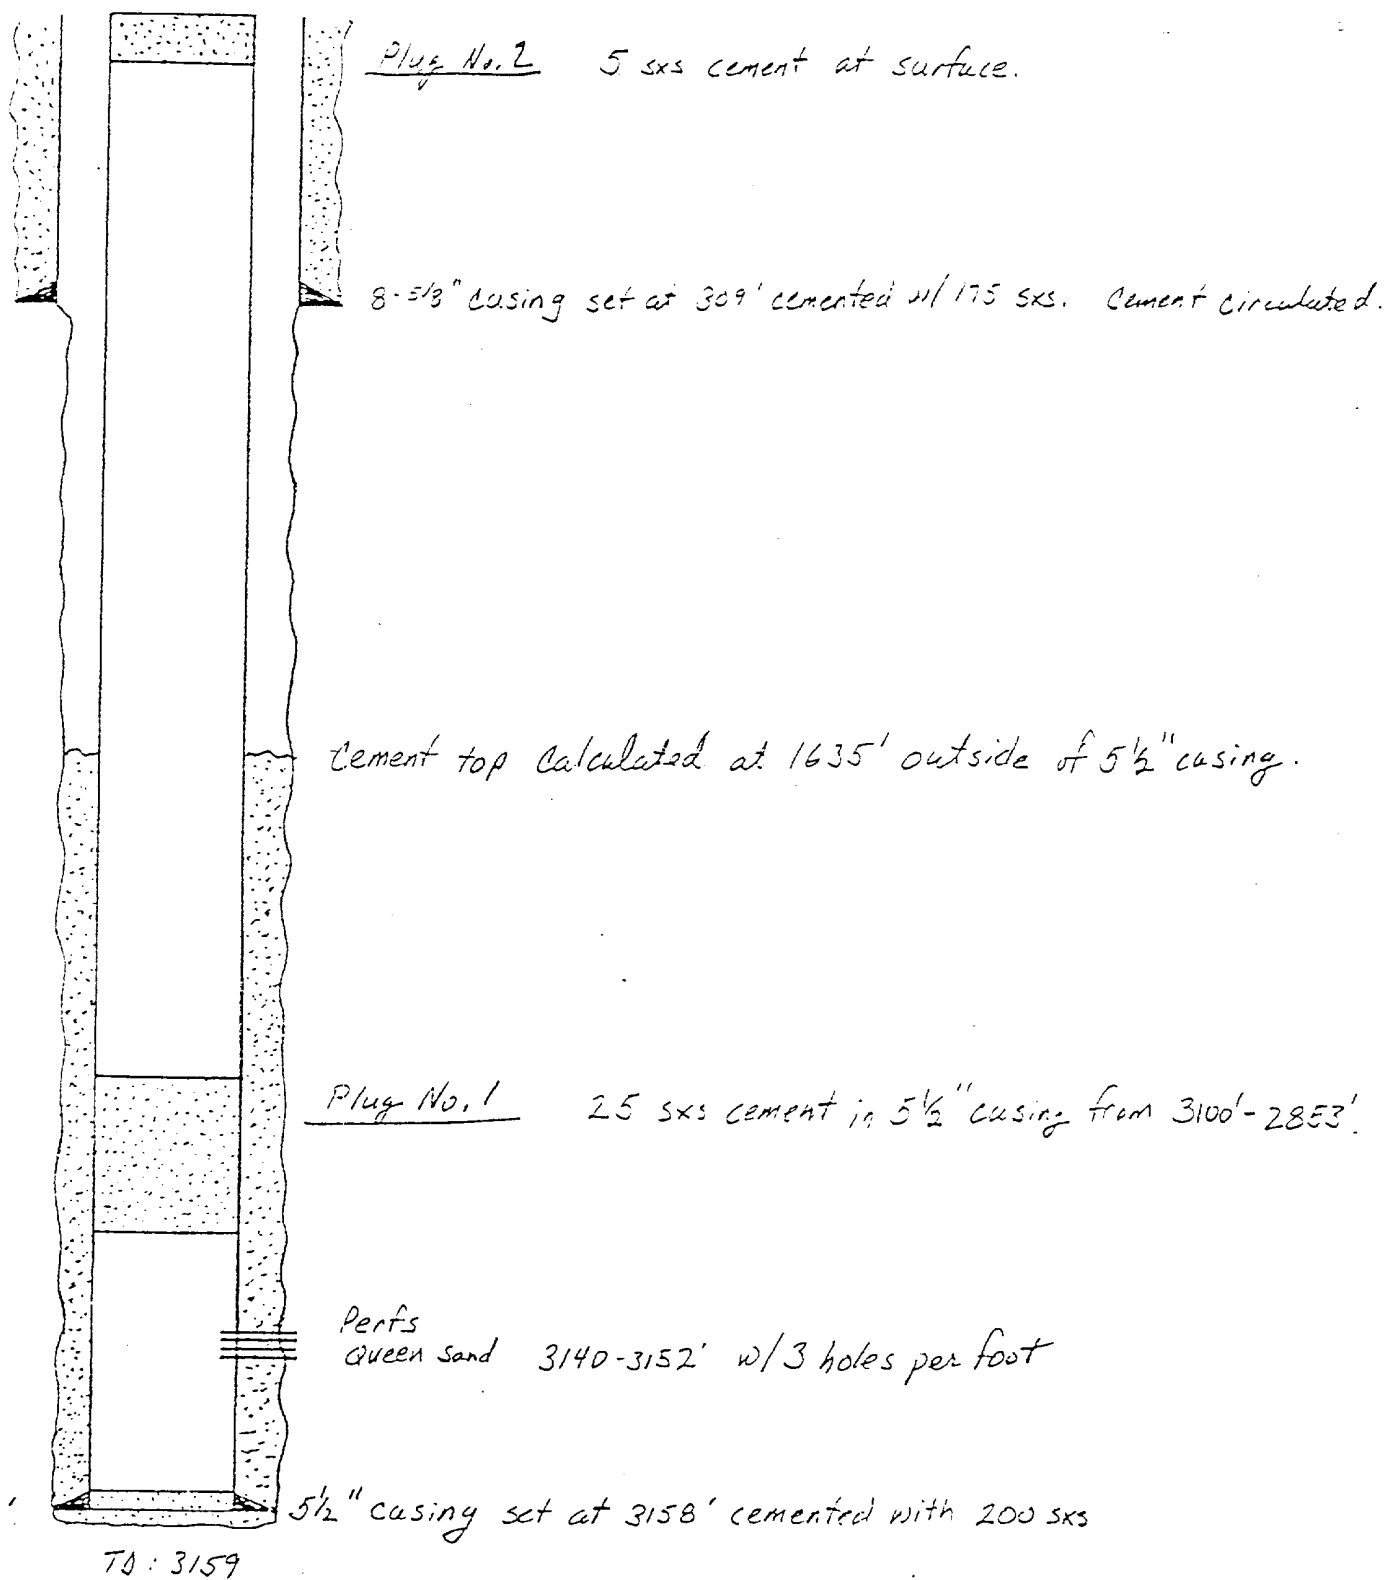 Plug No. 2 5 sxs cement at surface.
8-5/8" casing set at 309' cemented w/ 175 sxs. Cement circulated.
Cement top calculated at 1635' outside of 5½" casing.
Plug No. 1 25 sxs cement in 5½" casing from 3100'-2853'.
Perfs
Queen Sand 3140-3152' w/3 holes per foot
5½" casing set at 3158' cemented with 200 sxs
TD: 3159